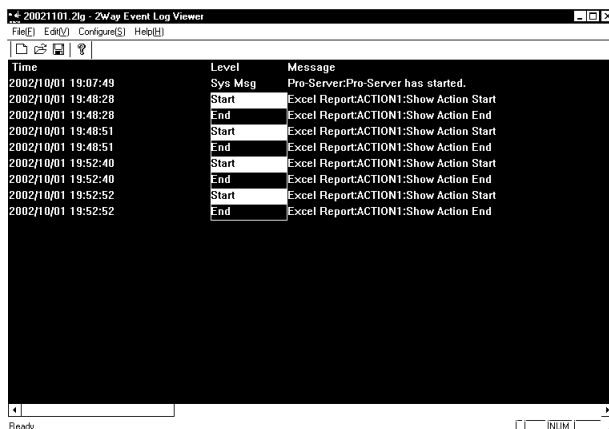 20021101.2lg - 2Way Event Log Viewer
File(F) Edit(V) Configure(S) Help(H)
Time Level Message
2002/10/01 19:07:49 Sys Msg Pro-Server:Pro-Server has started.
2002/10/01 19:48:28 Start Excel Report:ACTION1:Show Action Start
2002/10/01 19:48:28 End Excel Report:ACTION1:Show Action End
2002/10/01 19:48:51 Start Excel Report:ACTION1:Show Action Start
2002/10/01 19:48:51 End Excel Report:ACTION1:Show Action End
2002/10/01 19:52:40 Start Excel Report:ACTION1:Show Action Start
2002/10/01 19:52:40 End Excel Report:ACTION1:Show Action End
2002/10/01 19:52:52 Start Excel Report:ACTION1:Show Action Start
2002/10/01 19:52:52 End Excel Report:ACTION1:Show Action End
Ready NUM